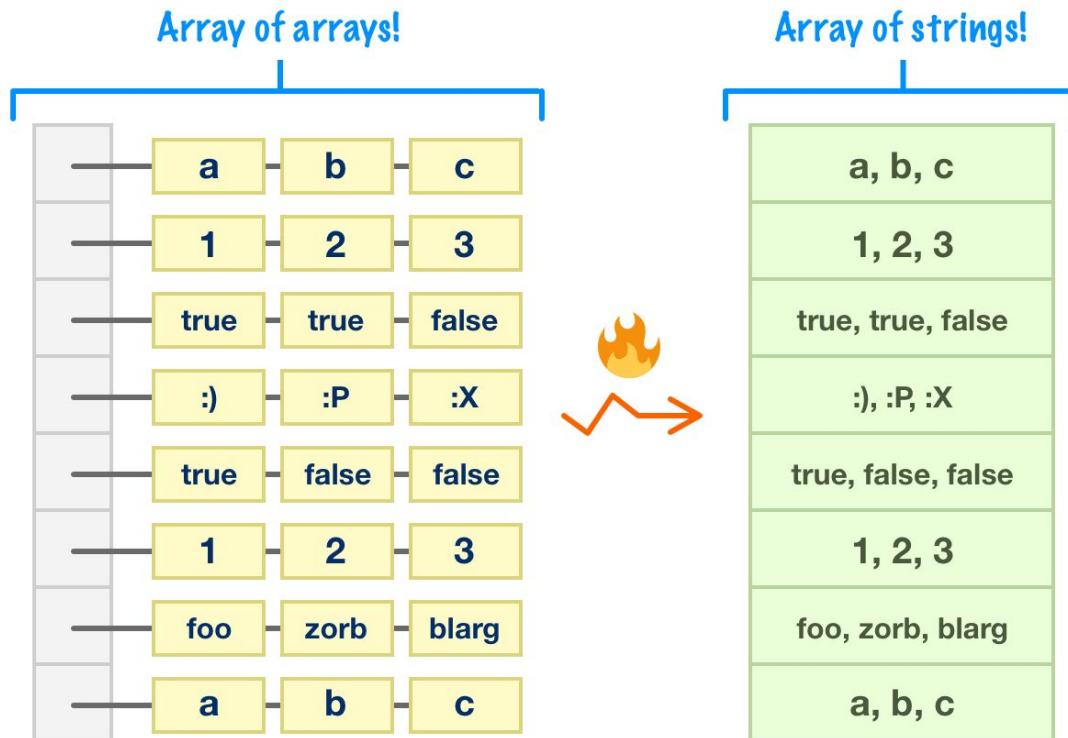 Array of arrays!
Array of strings!
a b c
a, b, c
1 2 3
1, 2, 3
true true false
true, true, false
:) :P :X
:), :P, :X
true false false
true, false, false
1 2 3
1, 2, 3
foo zorb blarg
foo, zorb, blarg
a b c
a, b, c